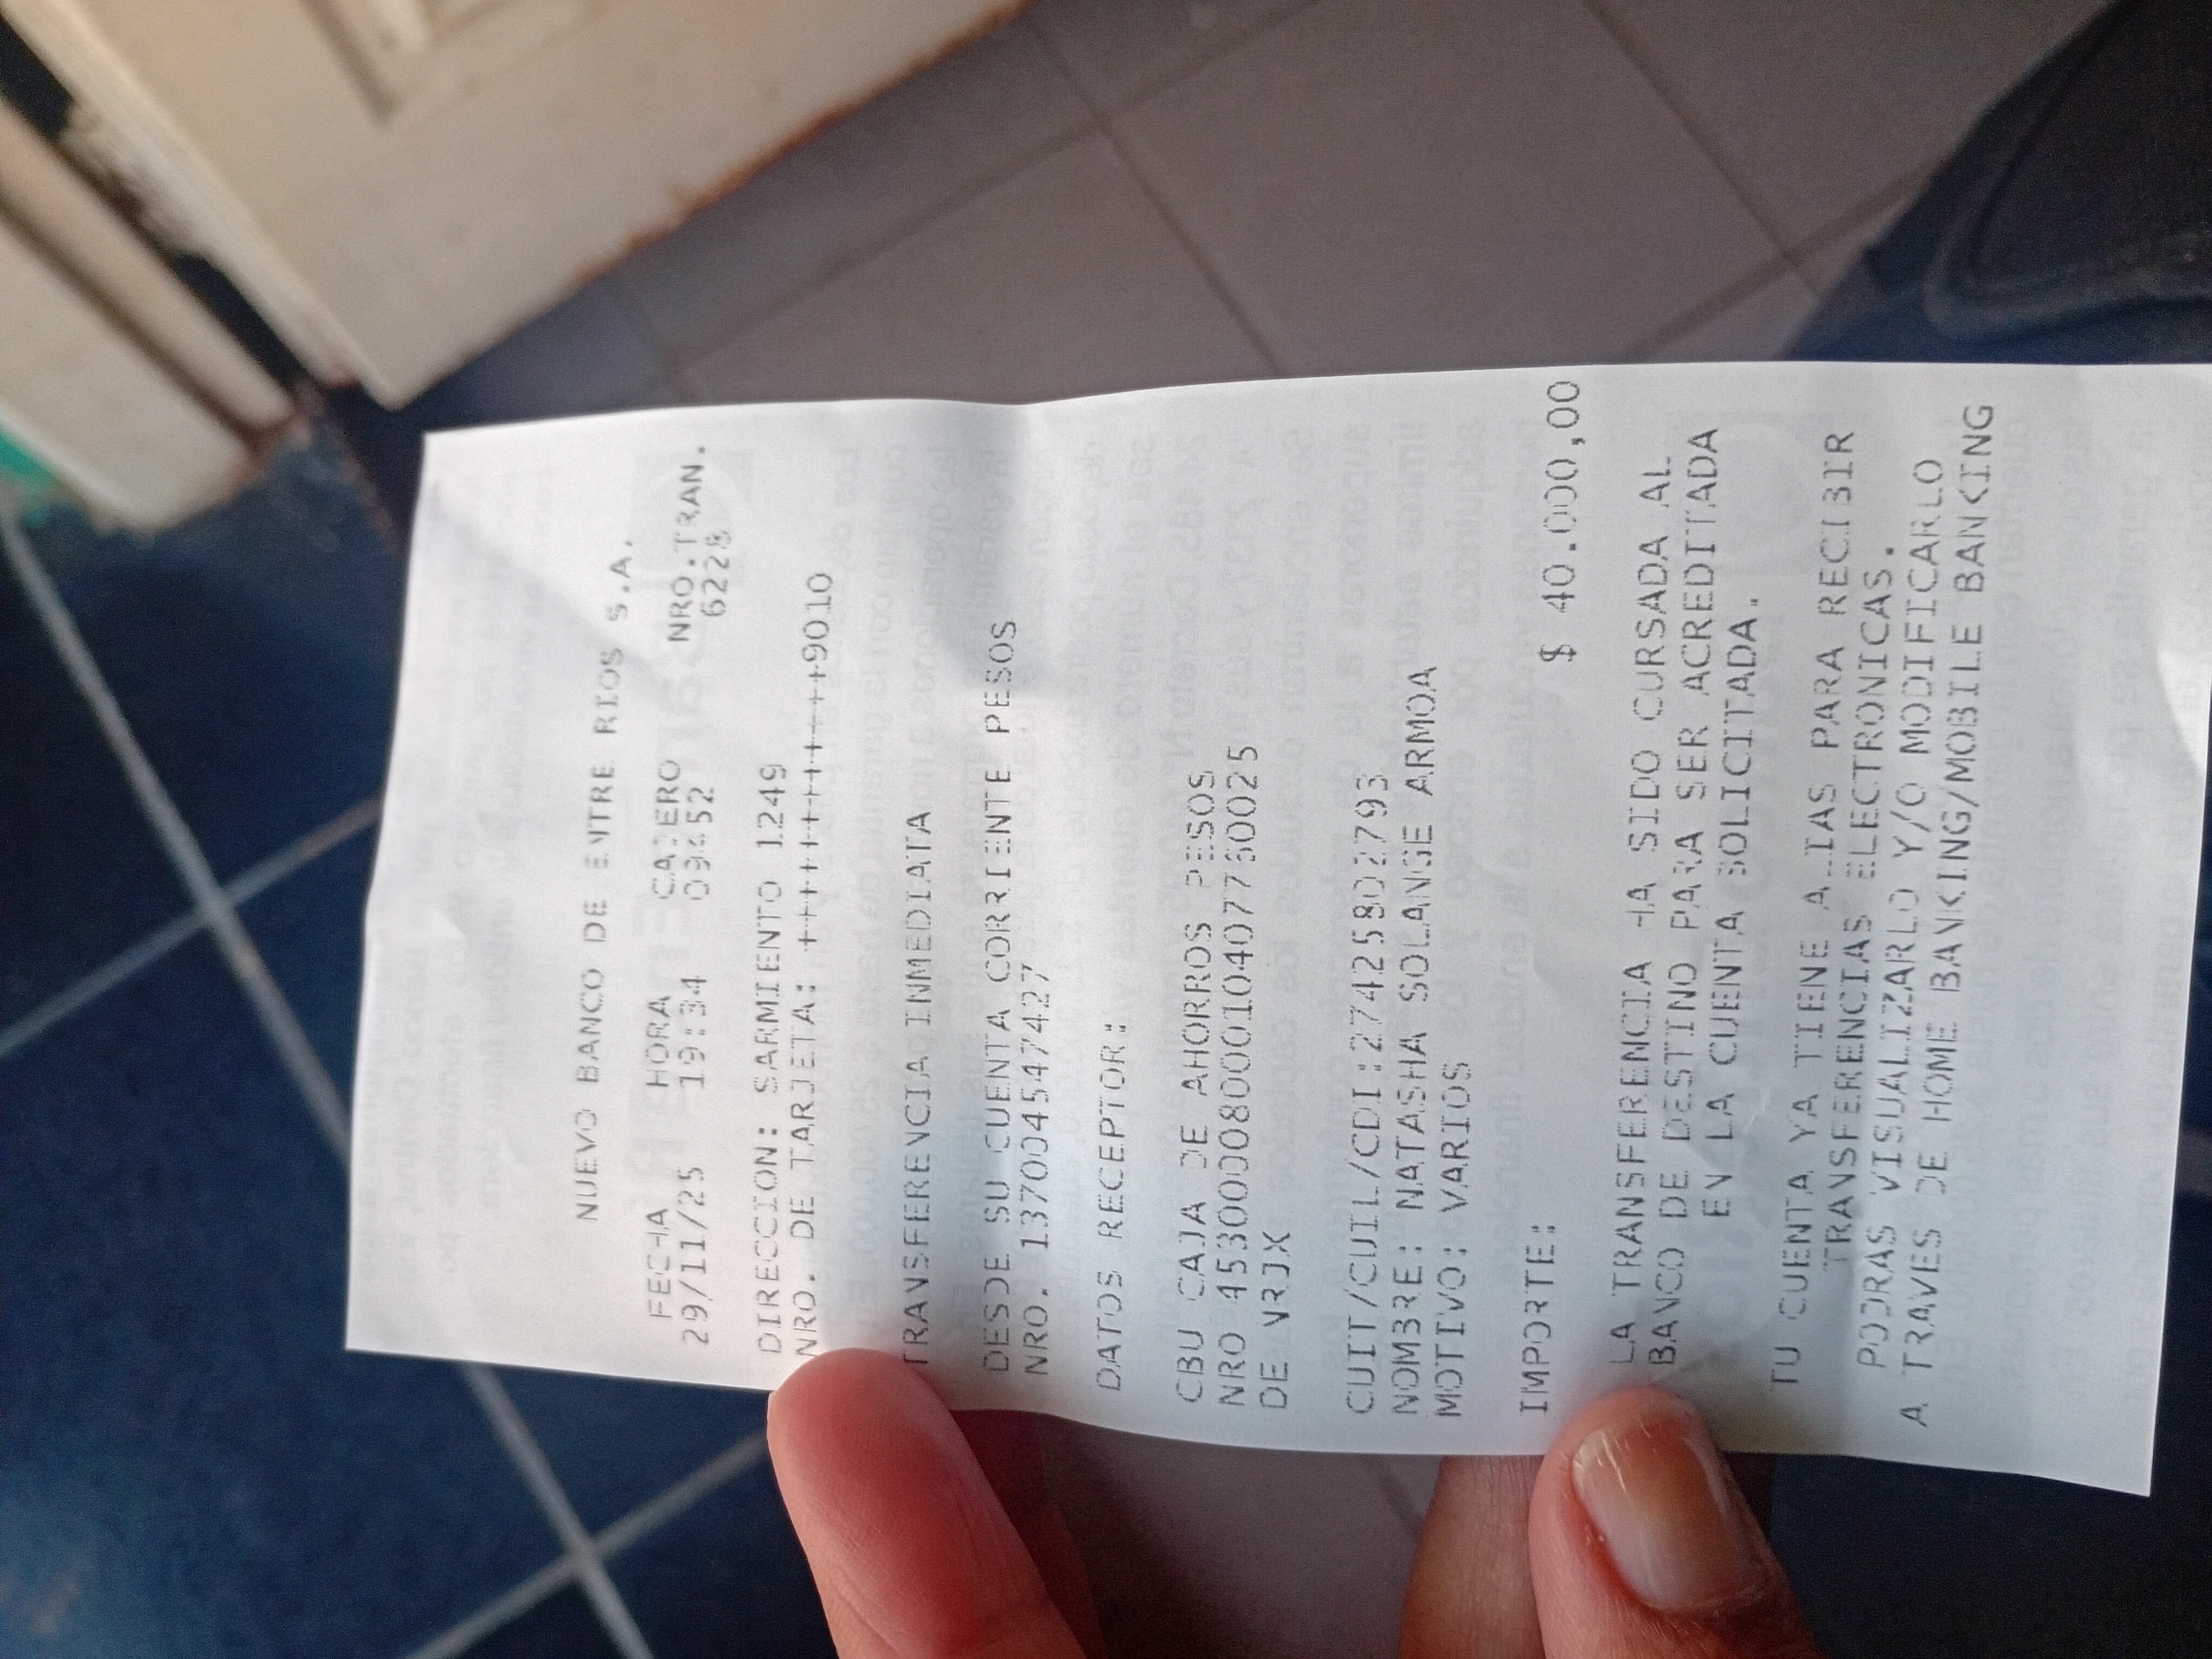 NUEVO BANCO DE ENTRE RIOS S.A.
FECHA HORA CAJERO NRO.TRAN.
29/11/25 19:34 09452 6228
DIRECCION: SARMIENTO 1249
NRO. DE TARJETA: ++++++++++++9010
TRANSFERENCIA INMEDIATA
DESDE SU CUENTA CORRIENTE PESOS
NRO. 137004547427
DATOS RECEPTOR:
CBU CAJA DE AHORROS PESOS
NRO 4530000800010407750025
DE NRIX
CUIT/CUIL/CDI:27425802793
NOMBRE: NATASHA SOLANGE ARMOA
MOTIVO: VARIOS
IMPORTE: $ 40.000,00
LA TRANSFERENCIA HA SIDO CURSADA AL
BANCO DE DESTINO PARA SER ACREDITADA
EN LA CUENTA SOLICITADA.
TU CUENTA YA TIENE ALIAS PARA RECIBIR
TRANSFERENCIAS ELECTRONICAS.
PODRAS VISUALIZARLO Y/O MODIFICARLO
A TRAVES DE HOME BANKING/MOBILE BANKING